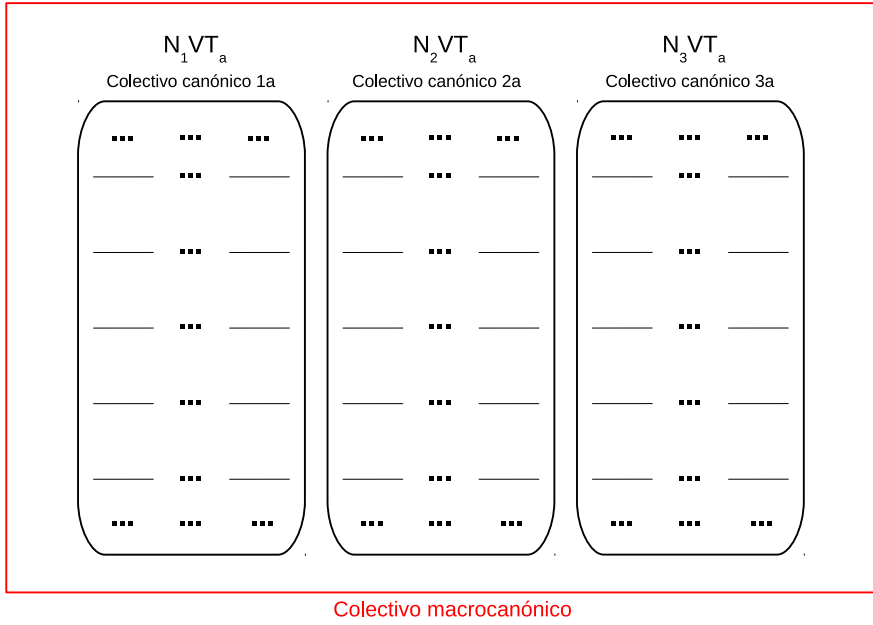 N1VTa
Colectivo canónico 1a
N2VTa
Colectivo canónico 2a
N3VTa
Colectivo canónico 3a
Colectivo macrocanónico